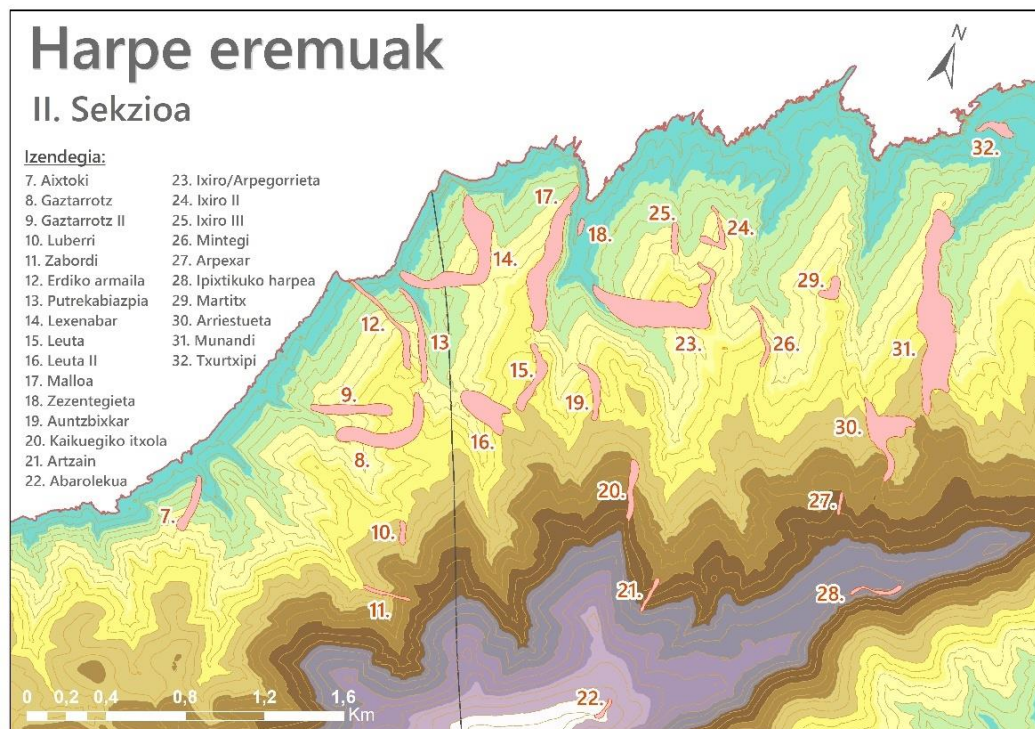 Harpe eremuak
II. Sekzioa
N
Izendegia:
7. Aixtoki
8. Gaztarrotz
9. Gaztarrotz II
10. Luberri
11. Zabordi
12. Erdiko armaila
13. Putrekabiazpia
14. Lexenabar
15. Leuta
16. Leuta II
17. Malloa
18. Zezentegieta
19. Auntzbixkar
20. Kaikuegiko itxola
21. Artzain
22. Abarolekua
23. Ixiro/Arpegorrieta
24. Ixiro II
25. Ixiro III
26. Mintegi
27. Arpexar
28. Ipixtikuko harpea
29. Martitx
30. Arriestueta
31. Munandi
32. Txurtxipi
32.
17.
25.
24.
18.
14.
29.
12.
13
23.
26.
31.
15.
19.
9.
16.
8.
30.
20.
27.
7.
10.
21.
28.
11.
22.
0 0,2 0,4 0,8 1,2 1,6
Km